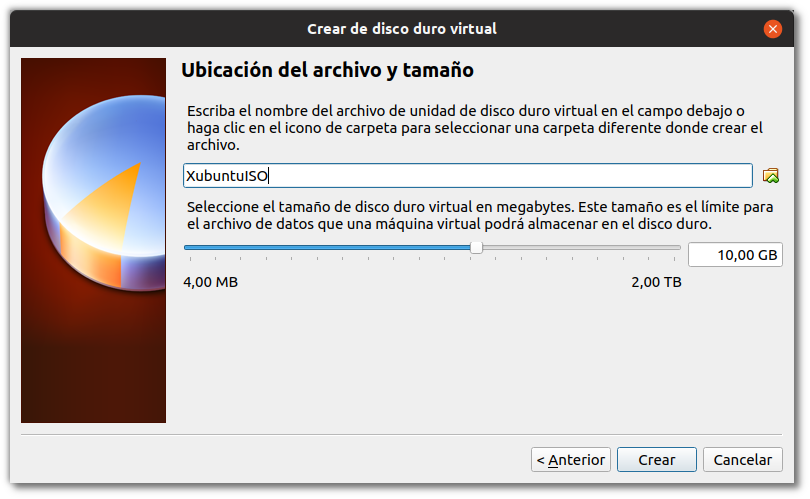 Crear de disco duro virtual
Ubicación del archivo y tamaño
Escriba el nombre del archivo de unidad de disco duro virtual en el campo debajo o
haga clic en el icono de carpeta para seleccionar una carpeta diferente donde crear el
archivo.
XubuntuISO
Seleccione el tamaño de disco duro virtual en megabytes. Este tamaño es el límite para
el archivo de datos que una máquina virtual podrá almacenar en el disco duro.
10,00 GB
4,00 MB 2,00 TB
< Anterior Crear Cancelar